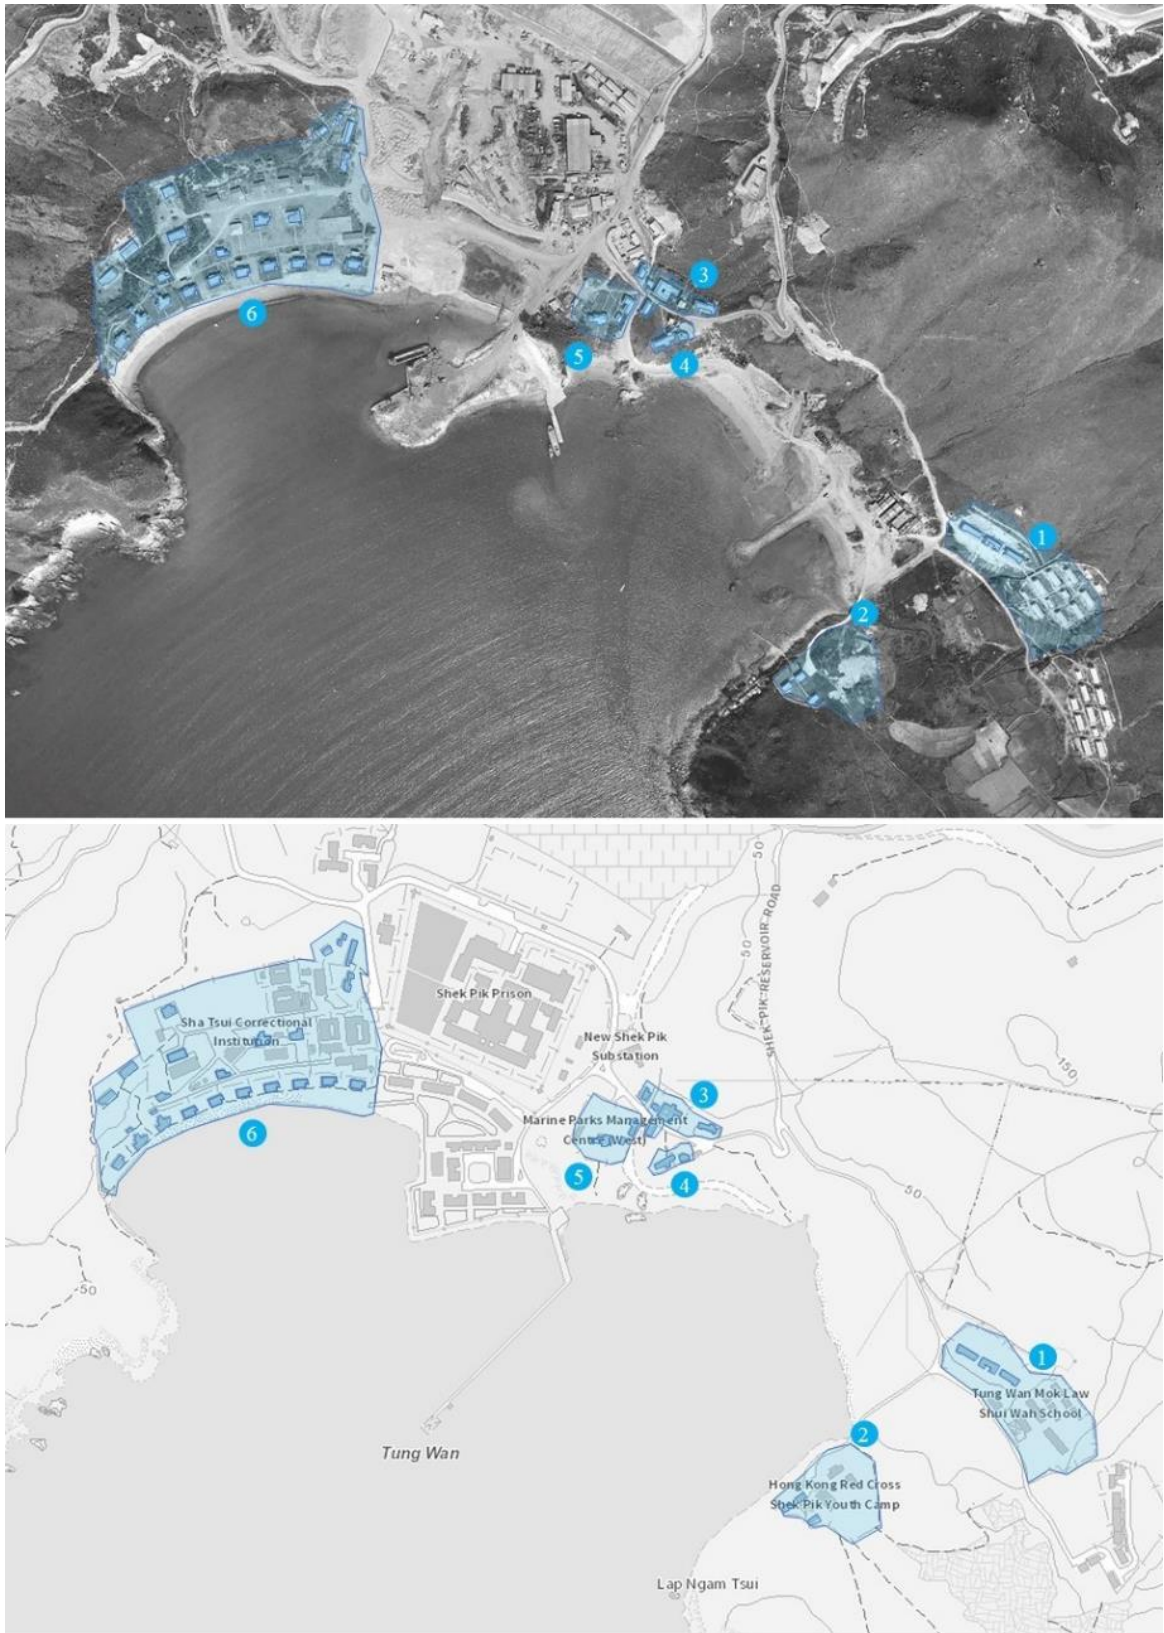 3
6
5
4
1
2
50
SHEK PIK RESERVOIR ROAD
50
Shek Pik Prison
Sha Tsui Correctional
Institution
New Shek Pik
Substation
150
3
Marine Parks Management
Centre (West)
6
5
4
50
50
1
Tung Wan Mok Law
Shui Wah School
2
Tung Wan
Hong Kong Red Cross
Shek Pik Youth Camp
Lap Ngam Tsui